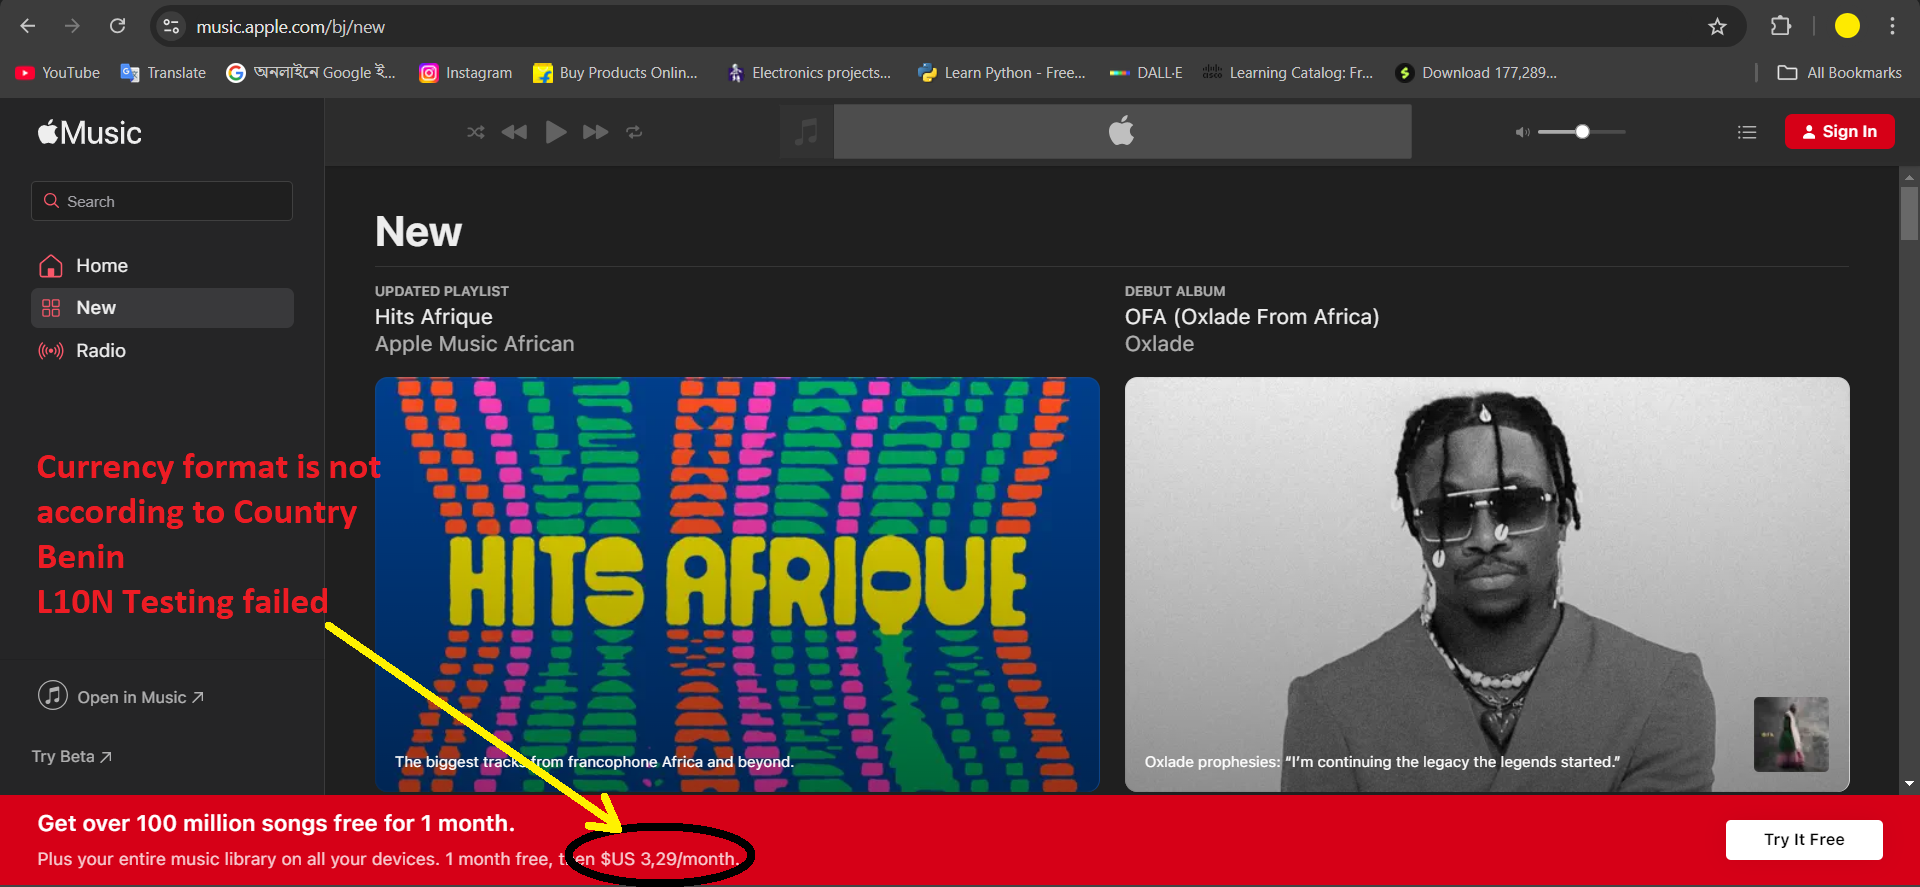 music.apple.com/bj/new
YouTube
Translate
অনলাইনে Google ই...
Instagram
Buy Products Onlin...
Electronics projects...
Learn Python - Free...
DALL·E
Learning Catalog: Fr...
Download 177,289...
All Bookmarks
Music
Sign In
Search
Home
New
Radio
New
UPDATED PLAYLIST
Hits Afrique
Apple Music African
DEBUT ALBUM
OFA (Oxlade From Africa)
Oxlade
HITS AFRIQUE
The biggest tracks from francophone Africa and beyond.
Oxlade prophesies: “I’m continuing the legacy the legends started.”
Currency format is not
according to Country
Benin
L10N Testing failed
Open in Music ↗
Try Beta ↗
Get over 100 million songs free for 1 month.
Plus your entire music library on all your devices. 1 month free, then $US 3,29/month.
Try It Free